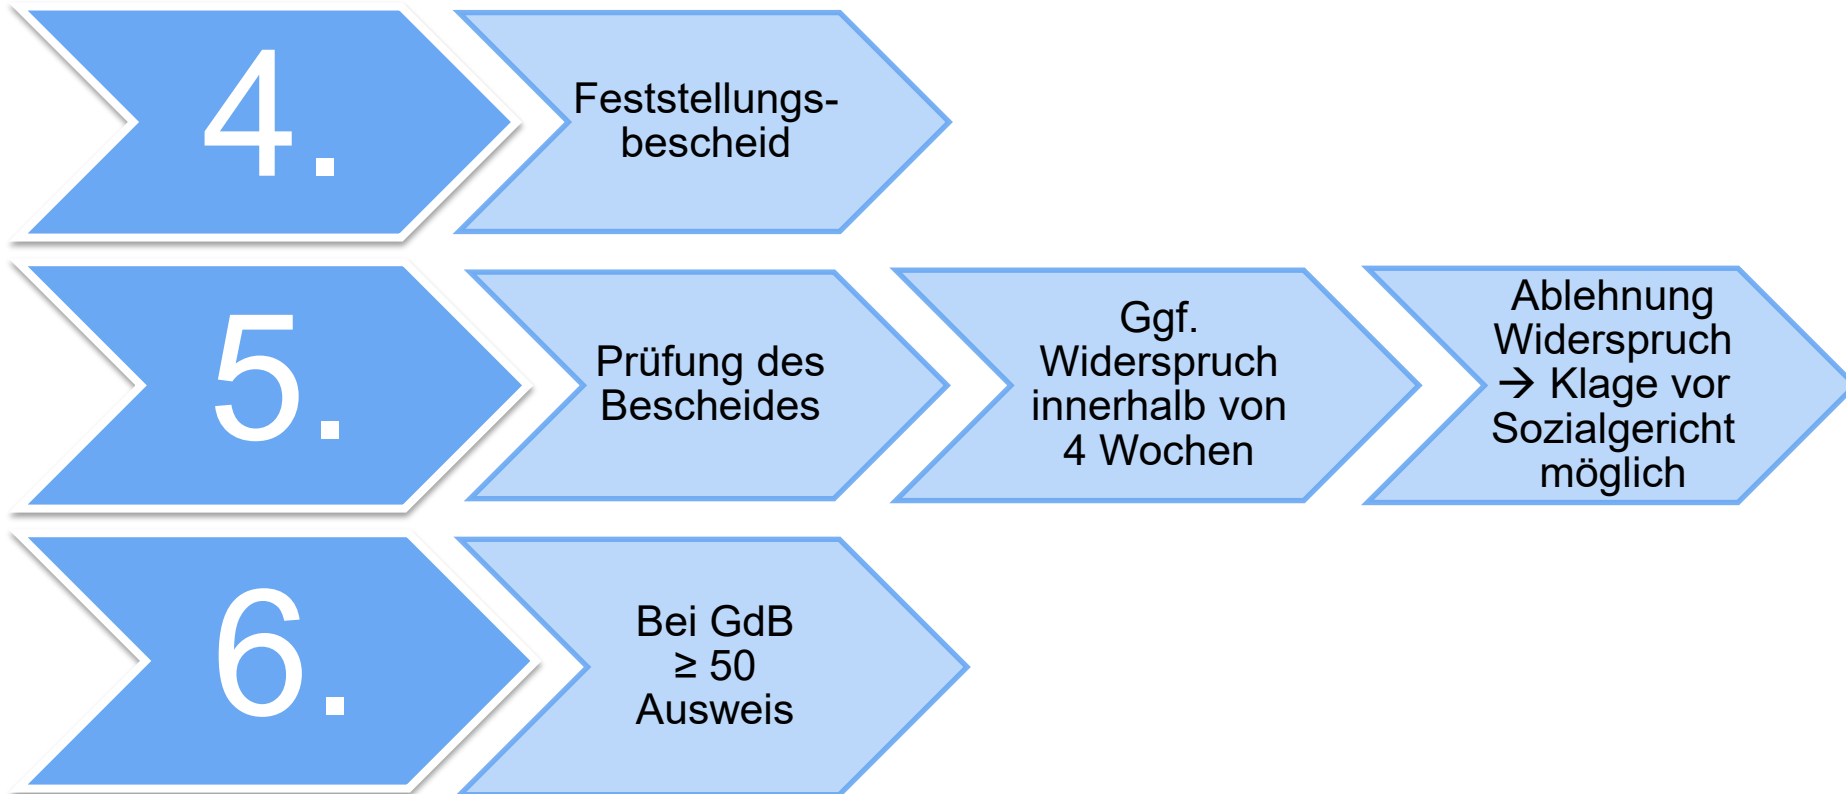 4.
Feststellungs-
bescheid
5.
Prüfung des
Bescheides
Ggf.
Widerspruch
innerhalb von
4 Wochen
Ablehnung
Widerspruch
→ Klage vor
Sozialgericht
möglich
6.
Bei GdB
≥ 50
Ausweis